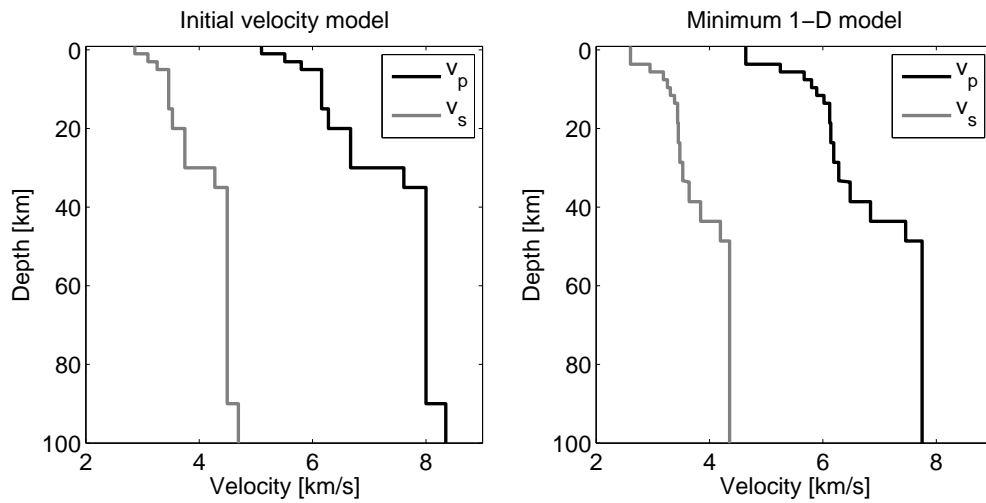 Initial velocity model
0
20
40
60
80
100
Depth [km]
2
4
6
8
Velocity [km/s]
v_p
v_s
Minimum 1−D model
0
20
40
60
80
100
Depth [km]
2
4
6
8
Velocity [km/s]
v_p
v_s